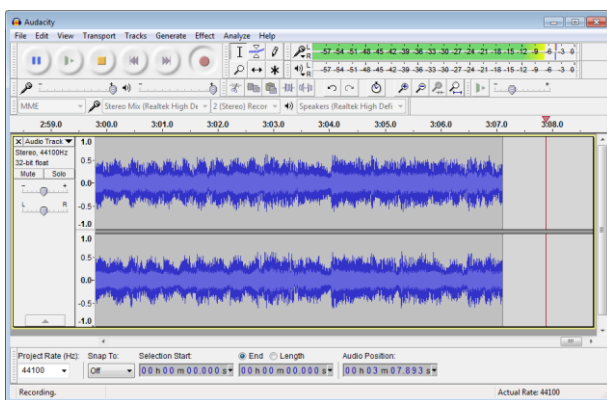 Audacity
File Edit View Transport Tracks Generate Effect Analyze Help
L R -57 -54 -51 -48 -45 -42 -39 -36 -33 -30 -27 -24 -21 -18 -15 -12 -9 -6 -3 0
L R -57 -54 -51 -48 -45 -42 -39 -36 -33 -30 -27 -24 -21 -18 -15 -12 -9 -6 -3 0
MME Stereo Mix (Realtek High De 2 (Stereo) Recor Speakers (Realtek High Defi
2:59.0 3:00.0 3:01.0 3:02.0 3:03.0 3:04.0 3:05.0 3:06.0 3:07.0 3:08.0
Audio Track 1.0
Stereo, 44100Hz
32-bit float 0.5
Mute Solo
- + 0.0
L R -0.5
-1.0
1.0
0.5
0.0
-0.5
-1.0
Project Rate (Hz): Snap To: Selection Start: End Length Audio Position:
44100 Off 00 h 00 m 00.000 s 00 h 00 m 00.000 s 00 h 03 m 07.893 s
Recording. Actual Rate: 44100